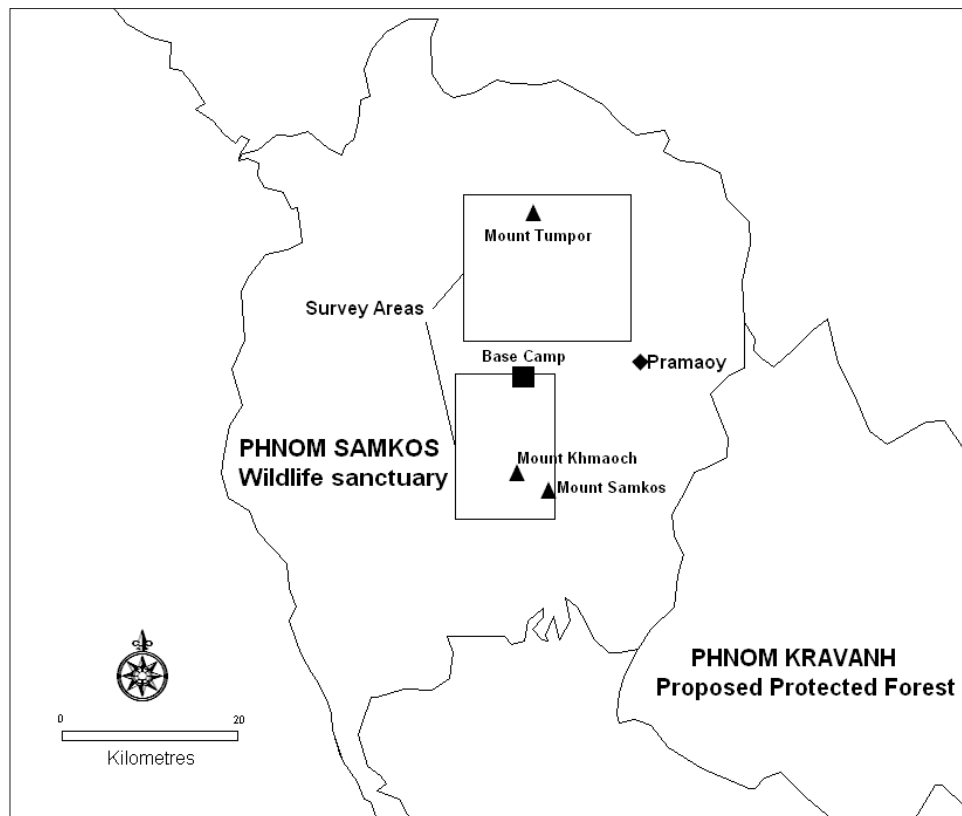 Mount Tumpor
Survey Areas
Base Camp
Pramaoy
PHNOM SAMKOS
Wildlife sanctuary
Mount Khmaoch
Mount Samkos
PHNOM KRAVANH
Proposed Protected Forest
0 20
Kilometres